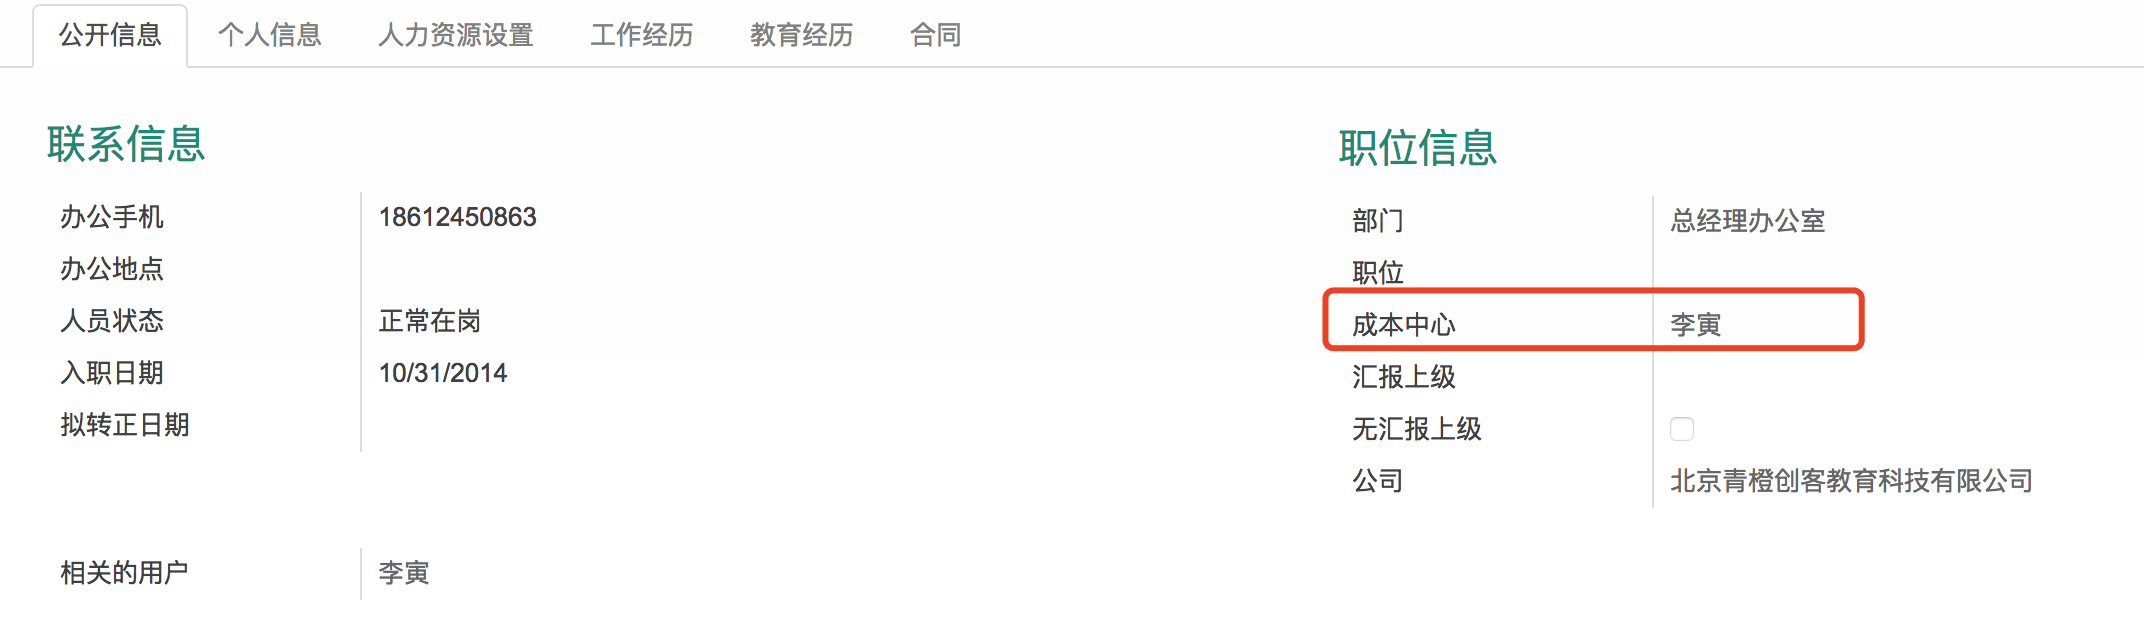 公开信息 个人信息 人力资源设置 工作经历 教育经历 合同
联系信息
办公手机 18612450863
办公地点
人员状态 正常在岗
入职日期 10/31/2014
拟转正日期
相关的用户 李寅
职位信息
部门 总经理办公室
职位
成本中心 李寅
汇报上级
无汇报上级
公司 北京青橙创客教育科技有限公司